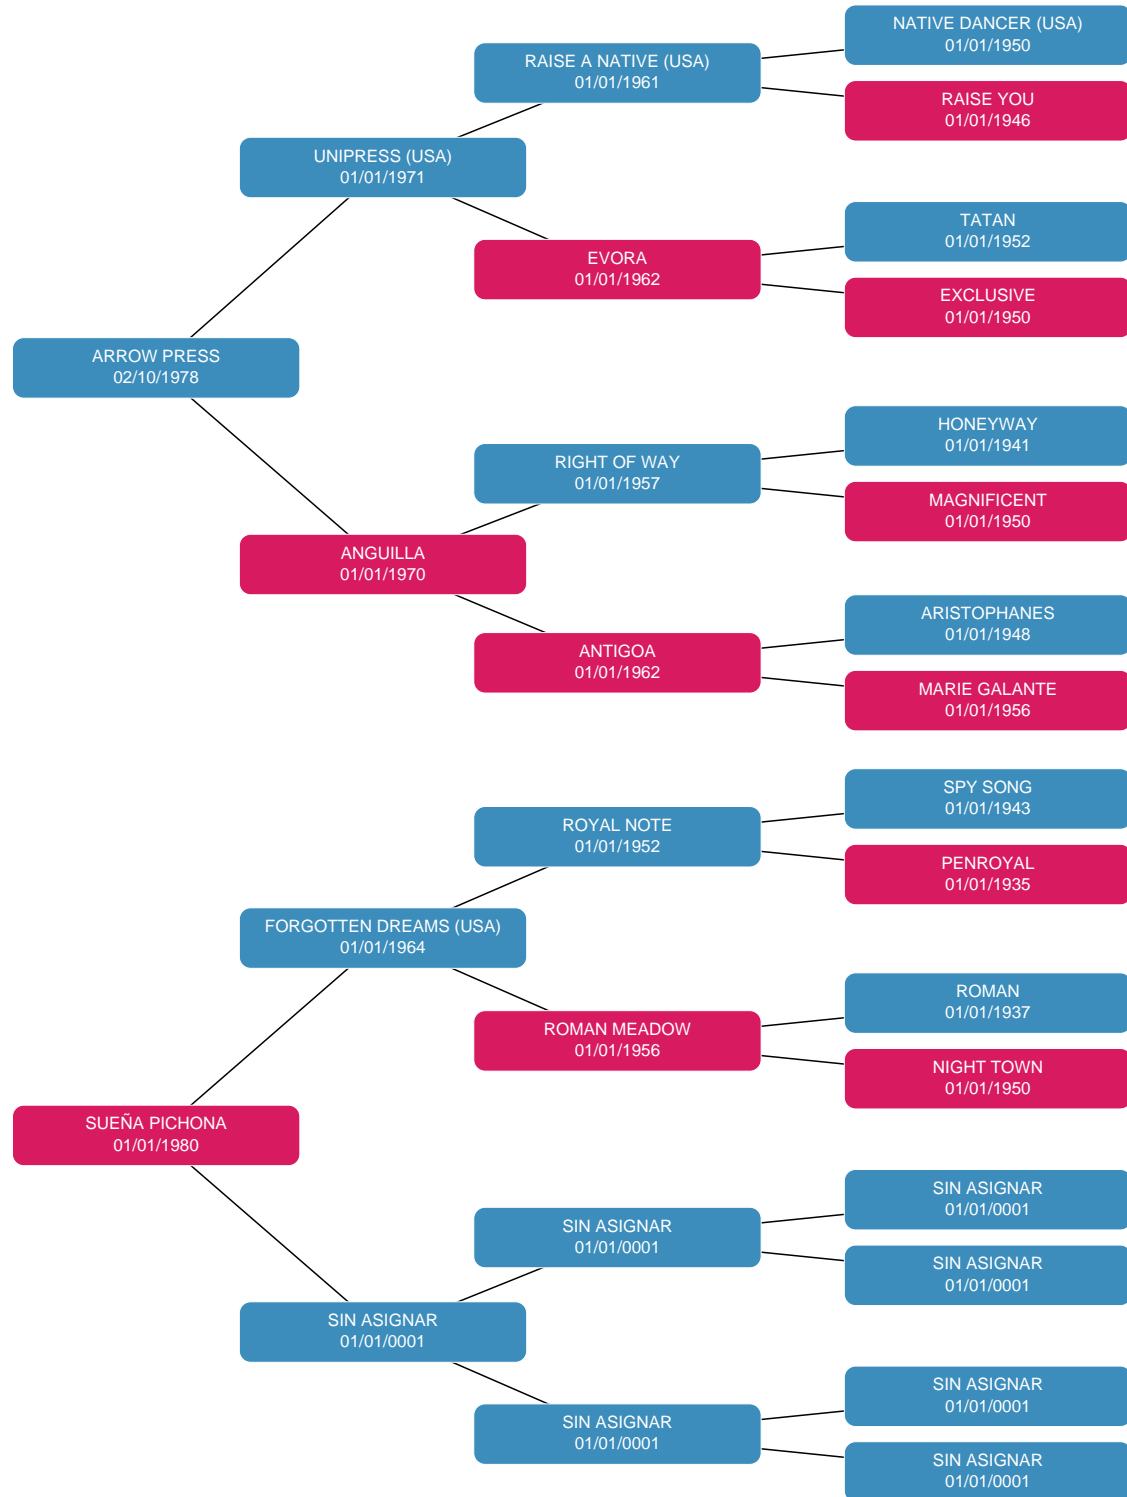 NATIVE DANCER (USA)
01/01/1950
RAISE A NATIVE (USA)
01/01/1961
RAISE YOU
01/01/1946
UNIPRESS (USA)
01/01/1971
TATAN
01/01/1952
EVORA
01/01/1962
EXCLUSIVE
01/01/1950
ARROW PRESS
02/10/1978
HONEYWAY
01/01/1941
RIGHT OF WAY
01/01/1957
MAGNIFICENT
01/01/1950
ANGUILLA
01/01/1970
ARISTOPHANES
01/01/1948
ANTIGOA
01/01/1962
MARIE GALANTE
01/01/1956
SPY SONG
01/01/1943
ROYAL NOTE
01/01/1952
PENROYAL
01/01/1935
FORGOTTEN DREAMS (USA)
01/01/1964
ROMAN
01/01/1937
ROMAN MEADOW
01/01/1956
NIGHT TOWN
01/01/1950
SUEÑA PICHONA
01/01/1980
SIN ASIGNAR
01/01/0001
SIN ASIGNAR
01/01/0001
SIN ASIGNAR
01/01/0001
SIN ASIGNAR
01/01/0001
SIN ASIGNAR
01/01/0001
SIN ASIGNAR
01/01/0001
SIN ASIGNAR
01/01/0001